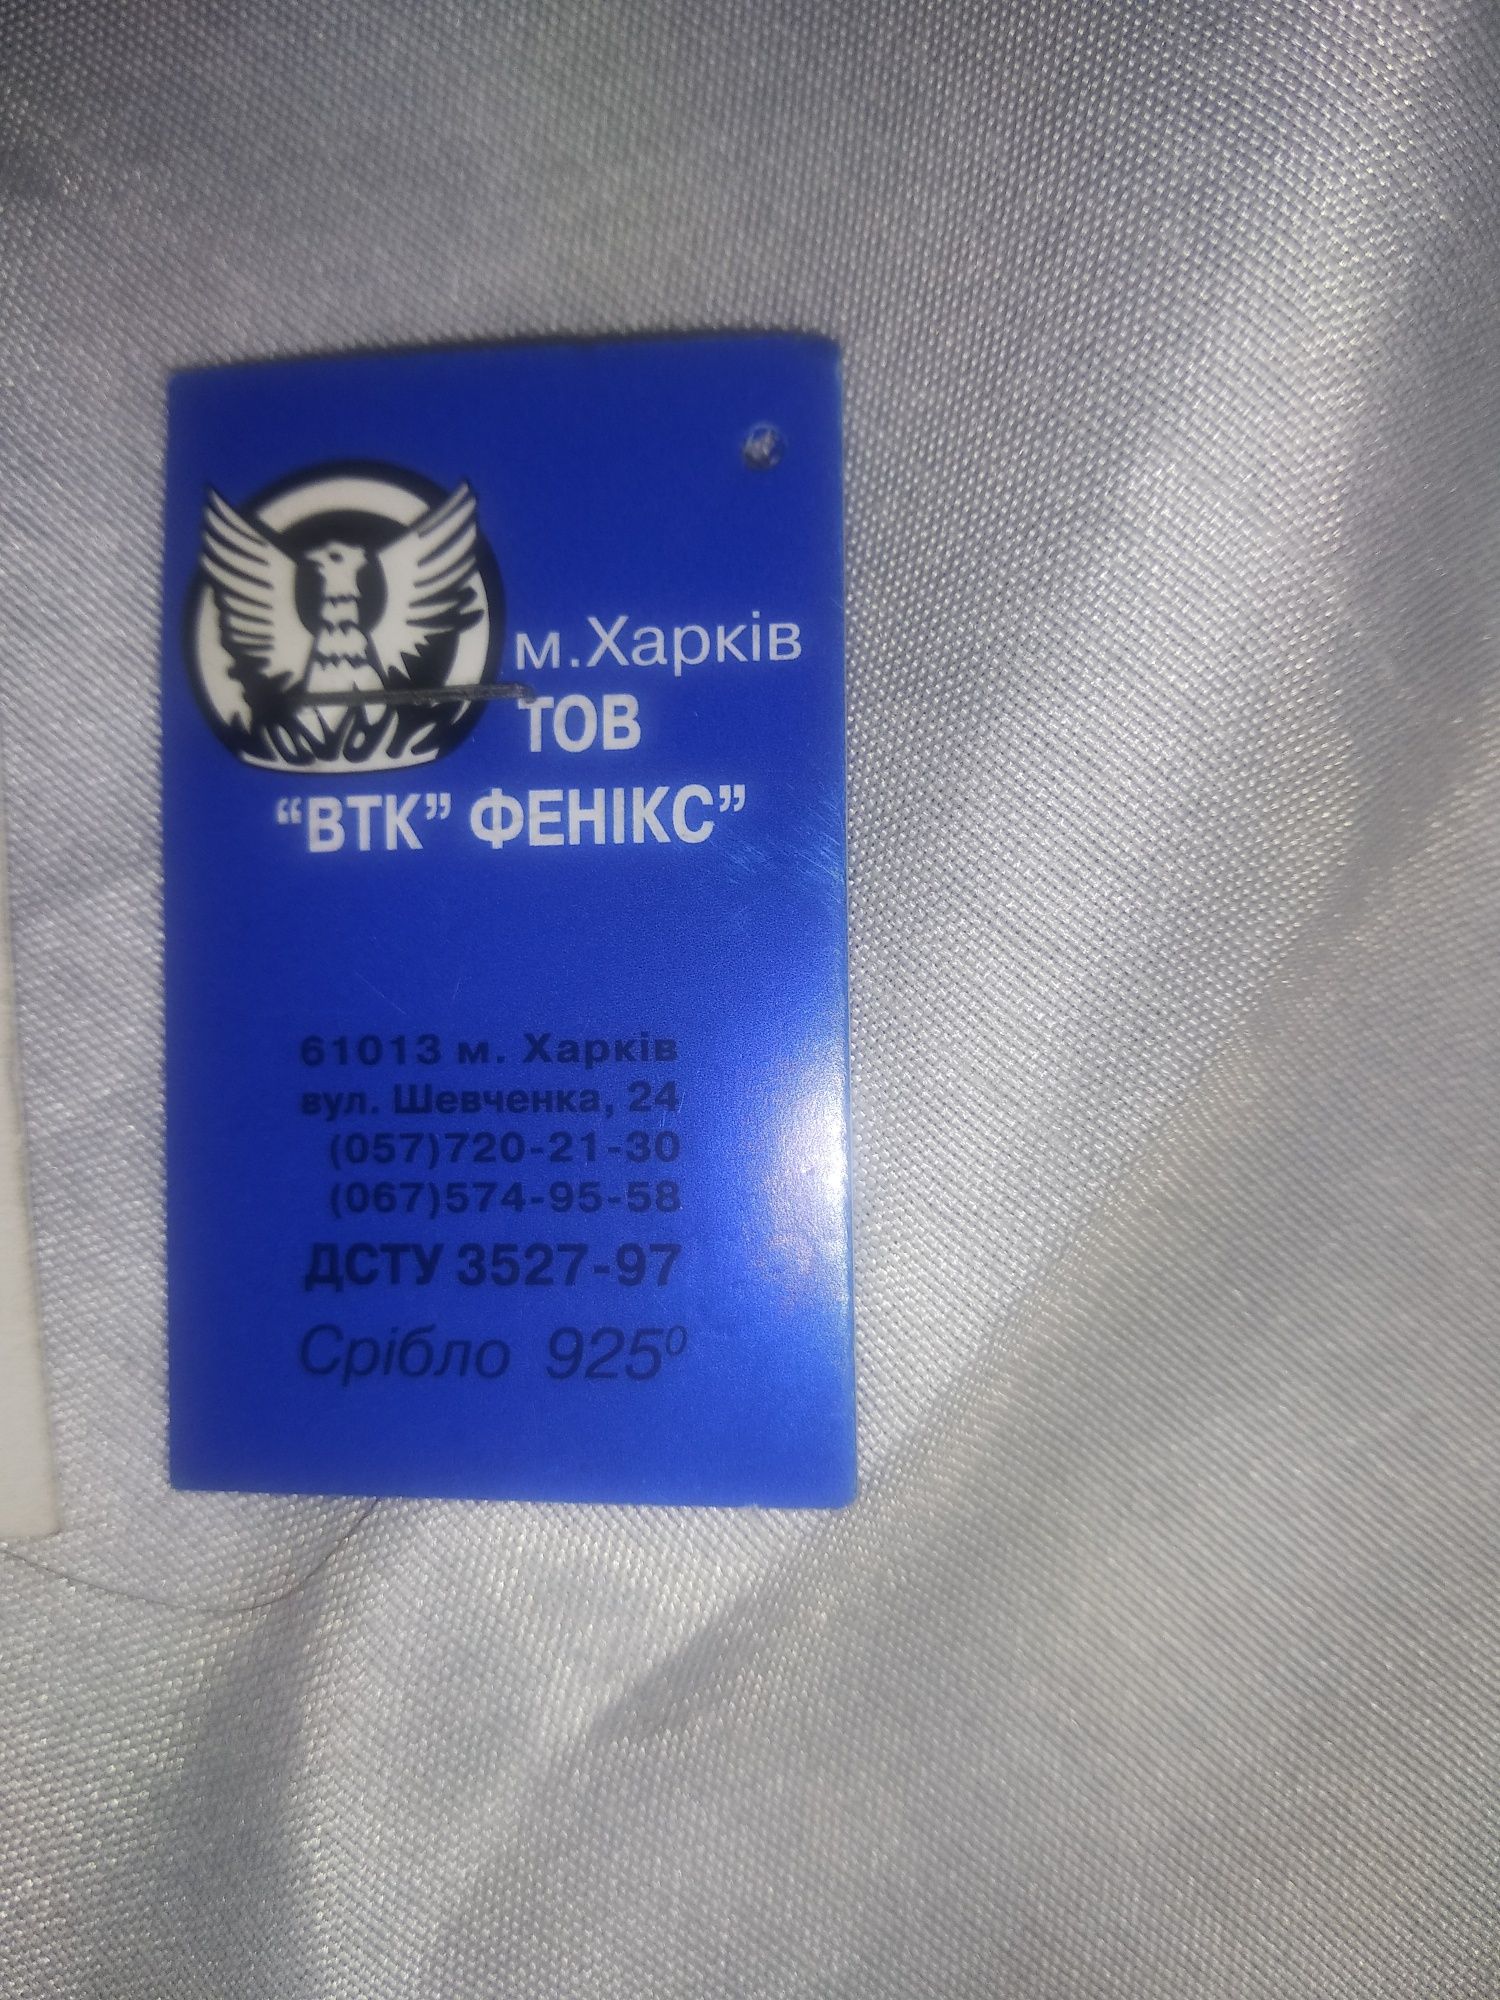 м.Харків
ТОВ
“ВТК” ФЕНІКС”
61013 м. Харків
вул. Шевченка, 24
(057)720-21-30
(067)574-95-58
ДСТУ 3527-97
Срібло 925⁰